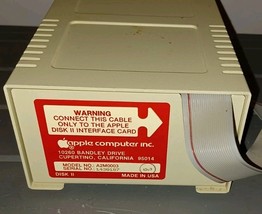 WARNING
CONNECT THIS CABLE
ONLY TO THE APPLE
DISK II INTERFACE CARD
apple computer inc.
10260 BANDLEY DRIVE
CUPERTINO, CALIFORNIA 95014
MODEL NO: A2M0003
SERIAL NO:
DISK II MADE IN USA